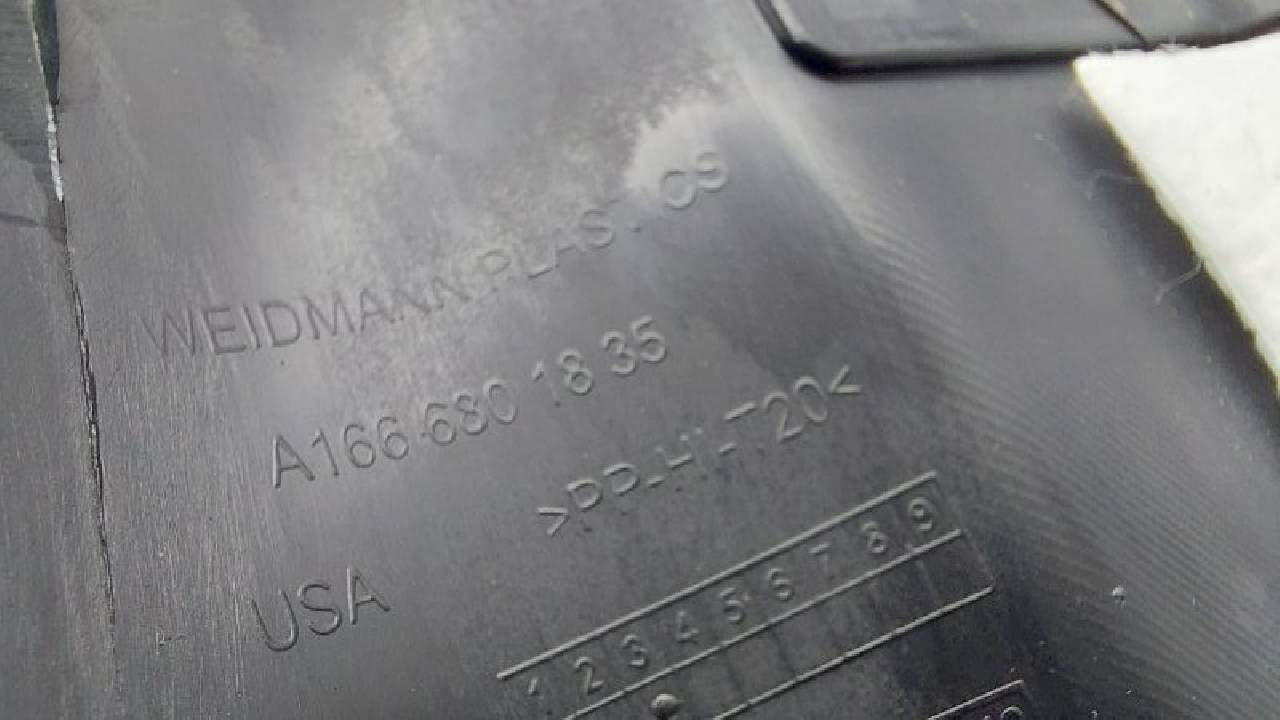 WEIDMANN PLASTICS
A166 680 18 35
>PP-HI-T20<
USA
1 2 3 4 5 6 7 8 9